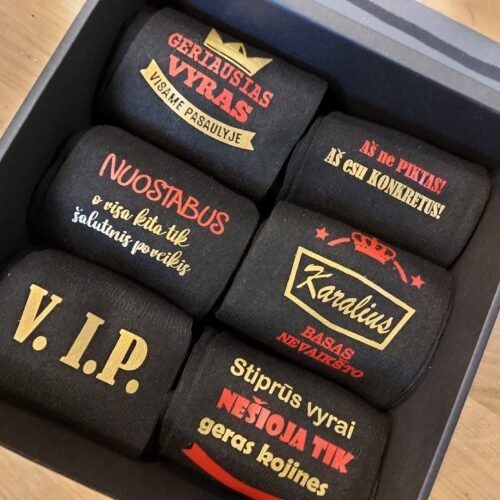 GERIAUSIAS
VYRAS
VISAME PASAULYJE
Aš ne PIKTAS!
Aš esu KONKRETUS!
NUOSTABUS
o visa kita tik
šalutinis poveikis
Karalius
BASAS
NEVAIKŠTO
V.I.P.
Stiprūs vyrai
NEŠIOJA TIK
geras kojines